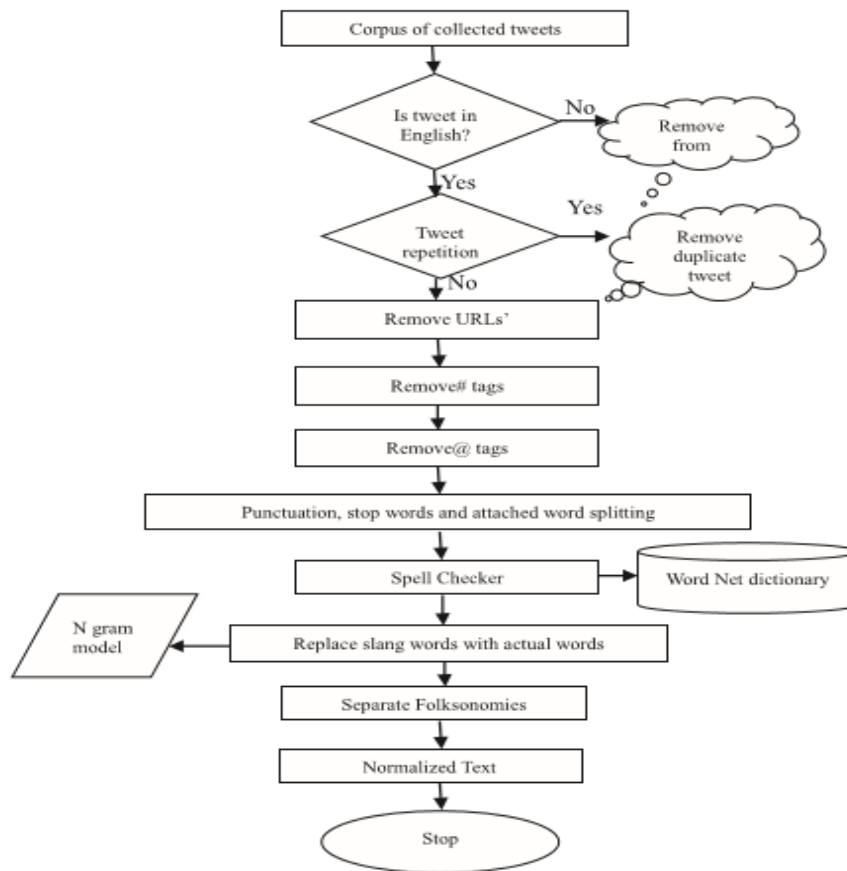 Corpus of collected tweets
Is tweet in
English?
No
Remove
from
Yes
Tweet
repetition
Yes
Remove
duplicate
tweet
No
Remove URLs’
Remove# tags
Remove@ tags
Punctuation, stop words and attached word splitting
Spell Checker
Word Net dictionary
N gram
model
Replace slang words with actual words
Separate Folksonomies
Normalized Text
Stop